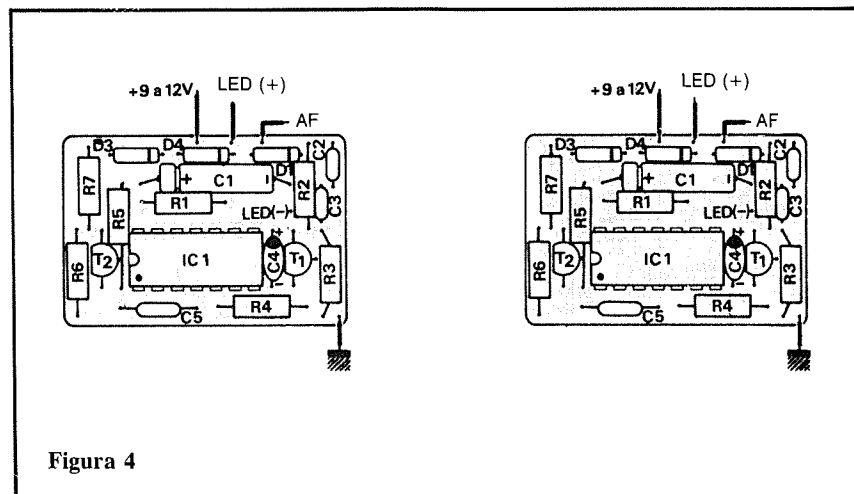 +9 a 12V LED (+)
AF
D3 D4 D1 C2
R7 + C1 - R2
R5 R1 LED(-) C3
R6 T2 IC 1 C4 + T1 R3
-
C5 R4
+9 a 12V LED (+)
AF
D3 D4 D1 C2
R7 + C1 - R2
R5 R1 LED(-) C3
R6 T2 IC 1 C4 + T1 R3
-
C5 R4
Figura 4